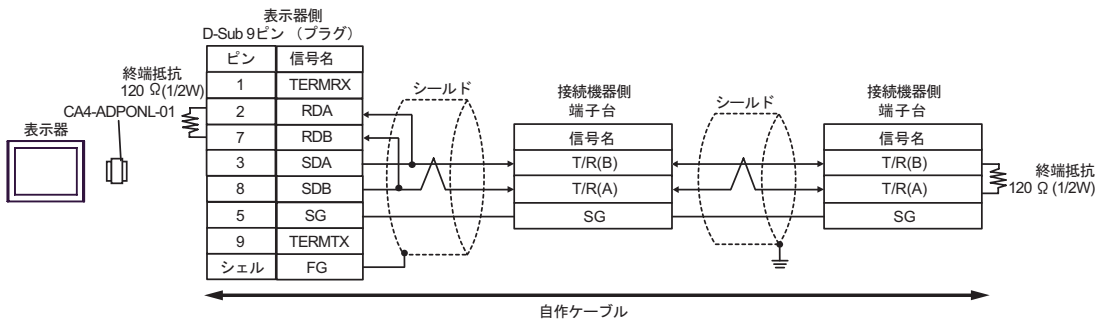 表示器側
D-Sub 9ピン （プラグ）
ピン 信号名
1 TERMRX
2 RDA
7 RDB
3 SDA
8 SDB
5 SG
9 TERMTX
シェル FG
終端抵抗
120 Ω(1/2W)
CA4-ADPONL-01
表示器
シールド
接続機器側
端子台
信号名
T/R(B)
T/R(A)
SG
シールド
接続機器側
端子台
信号名
T/R(B)
T/R(A)
SG
終端抵抗
120 Ω (1/2W)
自作ケーブル